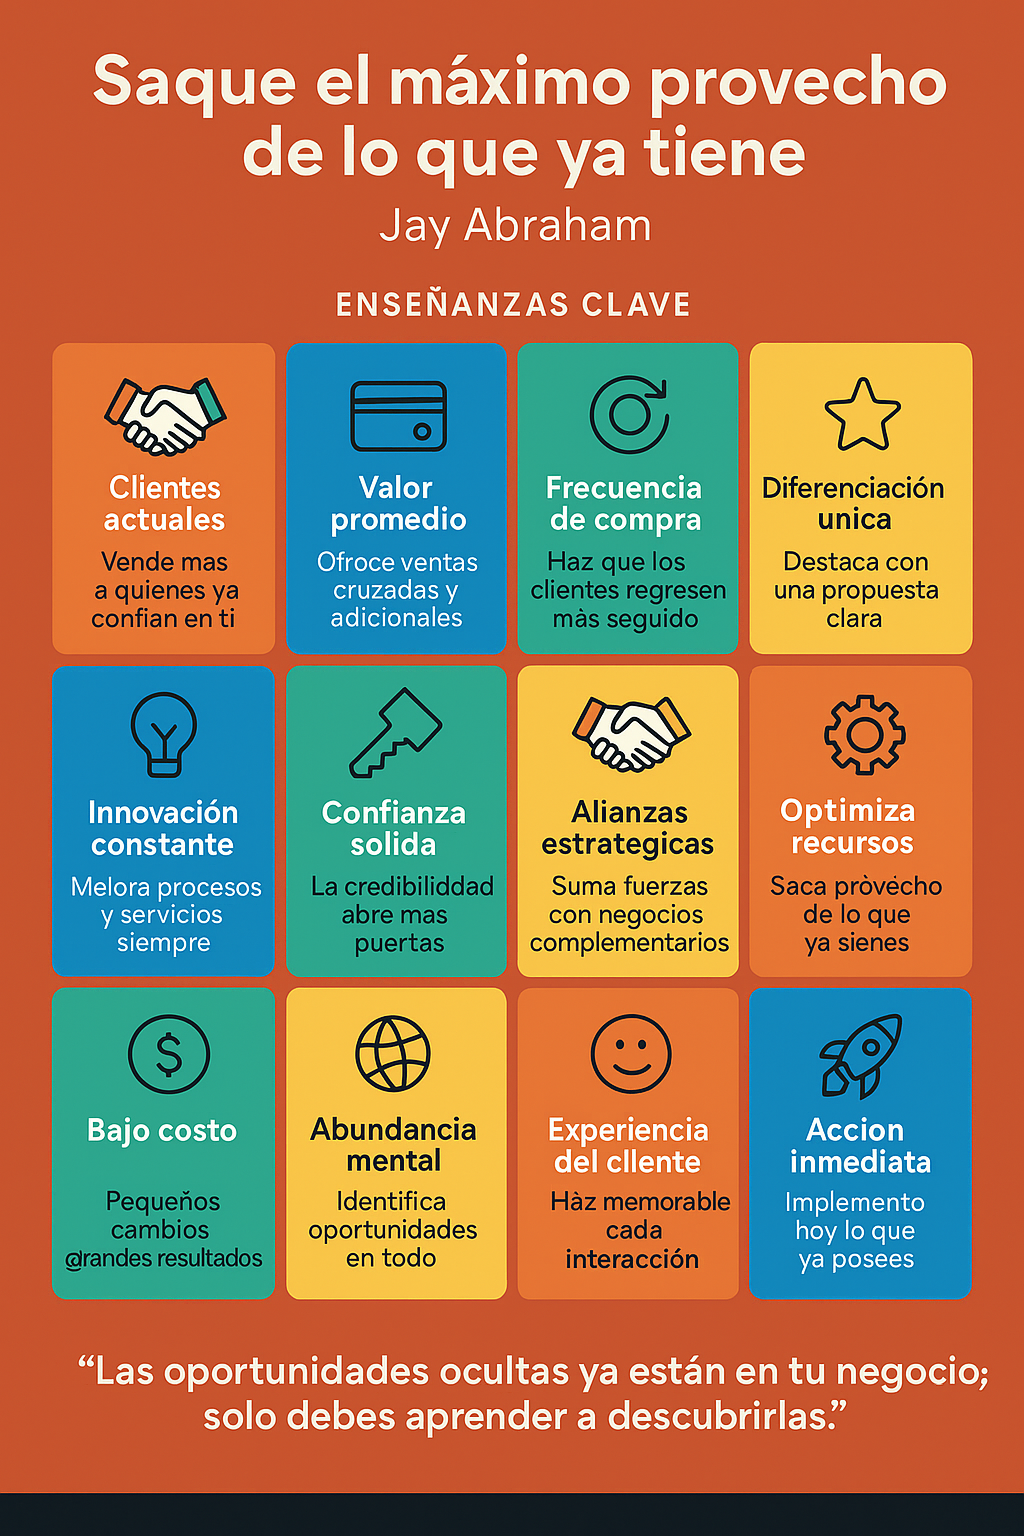 Saque el máximo provecho
de lo que ya tiene
Jay Abraham
ENSEÑANZAS CLAVE
Clientes
actuales
Vende mas
a quienes ya
confian en ti
Valor
promedio
Ofroce ventas
cruzadas y
adicionales
Frecuencia
de compra
Haz que los
clientes regresen
màs seguido
Diferenciación
unica
Destaca con
una propuesta
clara
Innovación
constante
Melora procesos
y servicios
siempre
Confianza
solida
La credibiliddad
abre mas
puertas
Alianzas
estrategicas
Suma fuerzas
con negocios
complementarios
Optimiza
recursos
Saca pròvécho
de lo que
ya sienes
Bajo costo
Pequeños
cambios
@randes resultados
Abundancia
mental
Identifica
oportunidades
en todo
Experiencia
del cllente
Hàz memorable
cada
interacción
Accion
inmediata
Implemento
hoy lo que
ya posees
“Las oportunidades ocultas ya están en tu negocio;
solo debes aprender a descubrirlas.”